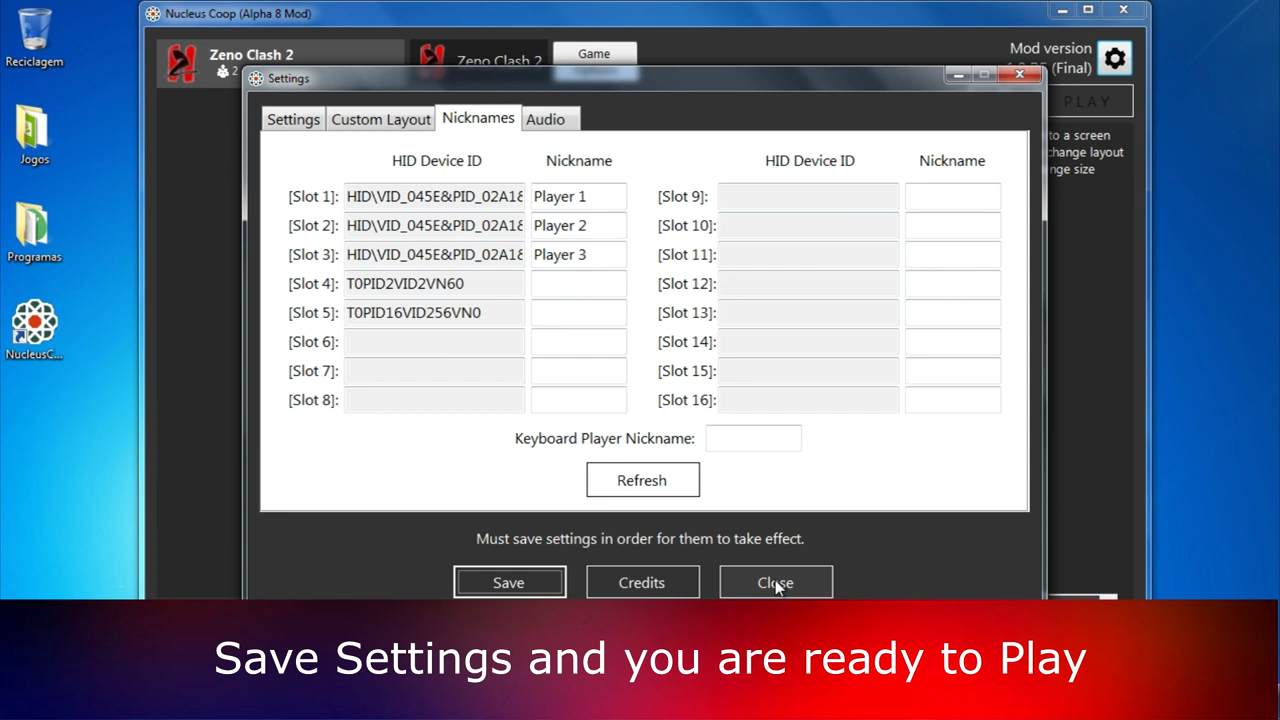 Reciclagem
Jogos
Programas
NucleusC...
Nucleus Coop (Alpha 8 Mod)
Zeno Clash 2
2
Zeno Clash 2
Game
Mod version
(Final)
PLAY
to a screen
change layout
nge size
Settings
Settings
Custom Layout
Nicknames
Audio
HID Device ID
Nickname
HID Device ID
Nickname
[Slot 1]: HID\VID_045E&PID_02A1& Player 1
[Slot 9]:
[Slot 2]: HID\VID_045E&PID_02A1& Player 2
[Slot 10]:
[Slot 3]: HID\VID_045E&PID_02A1& Player 3
[Slot 11]:
[Slot 4]: T0PID2VID2VN60
[Slot 12]:
[Slot 5]: T0PID16VID256VN0
[Slot 13]:
[Slot 6]:
[Slot 14]:
[Slot 7]:
[Slot 15]:
[Slot 8]:
[Slot 16]:
Keyboard Player Nickname:
Refresh
Must save settings in order for them to take effect.
Save
Credits
Close
Save Settings and you are ready to Play